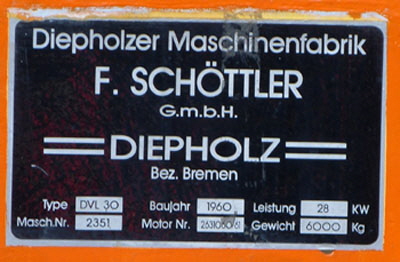 Diepholzer Maschinenfabrik
F. SCHÖTTLER
G.m.b.H.
DIEPHOLZ
Bez. Bremen
Type DVL 30 Baujahr 1960 Leistung 28 KW
Masch.Nr. 2351 Motor Nr. Gewicht 6000 Kg